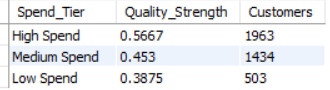 Spend_Tier Quality_Strength Customers
High Spend 0.5667 1963
Medium Spend 0.453 1434
Low Spend 0.3875 503